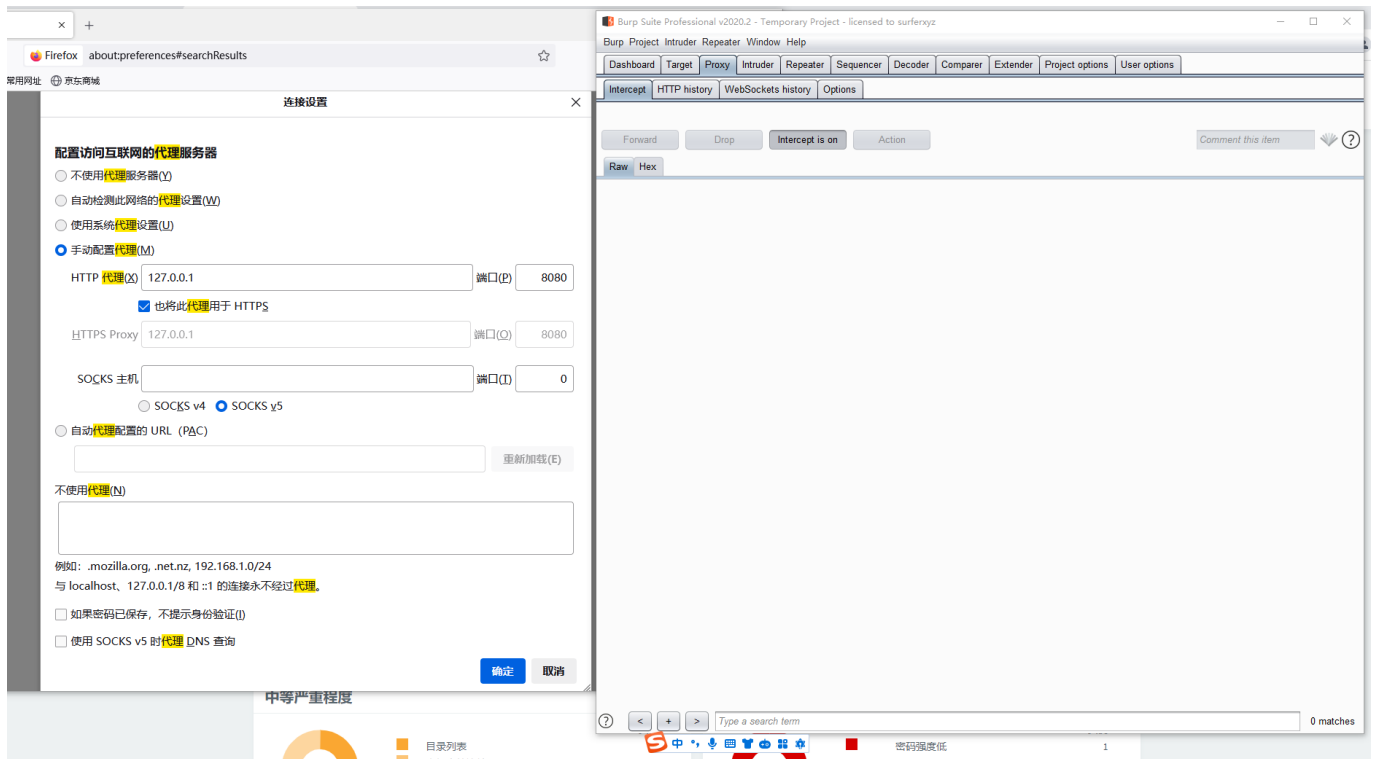 × +
Firefox about:preferences#searchResults
常用网址 京东商城
连接设置
配置访问互联网的代理服务器
不使用代理服务器(Y)
自动检测此网络的代理设置(W)
使用系统代理设置(U)
手动配置代理(M)
HTTP 代理(X) 127.0.0.1 端口(P) 8080
也将此代理用于 HTTPS
HTTPS Proxy 127.0.0.1 端口(O) 8080
SOCKS 主机 端口(T) 0
SOCKS v4 SOCKS v5
自动代理配置的 URL（PAC）
重新加载(E)
不使用代理(N)
例如：.mozilla.org, .net.nz, 192.168.1.0/24
与 localhost、127.0.0.1/8 和 ::1 的连接永不经过代理。
如果密码已保存，不提示身份验证(I)
使用 SOCKS v5 时代理 DNS 查询
确定 取消
中等严重程度
目录列表
Burp Suite Professional v2020.2 - Temporary Project - licensed to surferxyz
Burp Project Intruder Repeater Window Help
Dashboard Target Proxy Intruder Repeater Sequencer Decoder Comparer Extender Project options User options
Intercept HTTP history WebSockets history Options
Forward Drop Intercept is on Action Comment this item ?
Raw Hex
? < + > Type a search term 0 matches
S 中
密码强度低 1